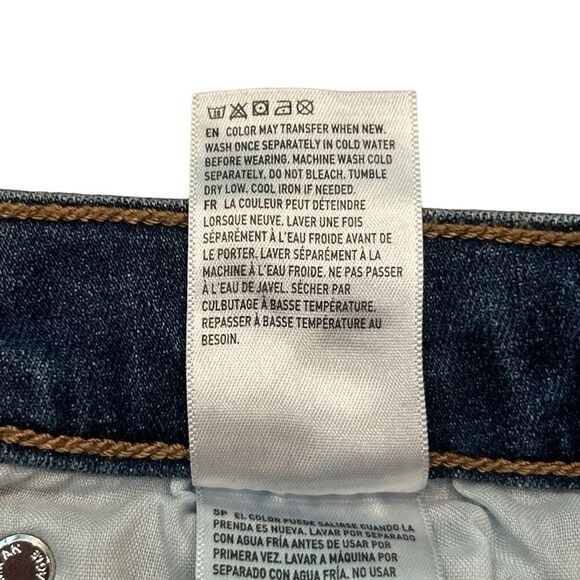 EN COLOR MAY TRANSFER WHEN NEW.
WASH ONCE SEPARATELY IN COLD WATER
BEFORE WEARING. MACHINE WASH COLD
SEPARATELY. DO NOT BLEACH. TUMBLE
DRY LOW. COOL IRON IF NEEDED.
FR LA COULEUR PEUT DÉTEINDRE
LORSQUE NEUVE. LAVER UNE FOIS
SÉPARÉMENT À L'EAU FROIDE AVANT DE
LE PORTER. LAVER SÉPARÉMENT À LA
MACHINE À L'EAU FROIDE. NE PAS PASSER
À L'EAU DE JAVEL. SÉCHER PAR
CULBUTAGE À BASSE TEMPÉRATURE.
REPASSER À BASSE TEMPÉRATURE AU
BESOIN.
SP EL COLOR PUEDE SALIRSE CUANDO LA
PRENDA ES NUEVA. LAVAR POR SEPARADO
CON AGUA FRÍA ANTES DE USAR POR
PRIMERA VEZ. LAVAR A MÁQUINA POR
SEPARADO CON AGUA FRÍA. NO USAR